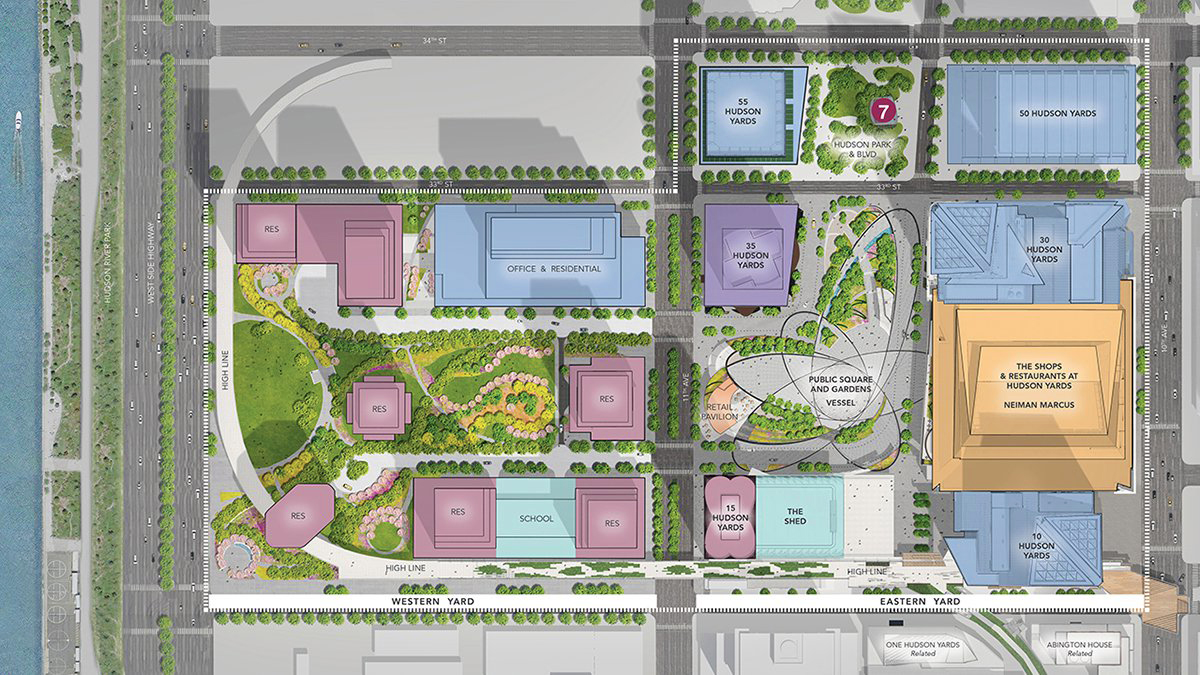 34TH ST
55
HUDSON
YARDS
7
HUDSON PARK
& BLVD
50 HUDSON YARDS
33RD ST
33RD ST
HUDSON RIVER PARK
WEST SIDE HIGHWAY
RES
OFFICE & RESIDENTIAL
35
HUDSON
YARDS
30
HUDSON
YARDS
HIGH LINE
11TH AVE
10TH AVE
RES
RES
RETAIL
PAVILION
PUBLIC SQUARE
AND GARDENS
VESSEL
THE SHOPS
& RESTAURANTS AT
HUDSON YARDS
NEIMAN MARCUS
RES
RES
SCHOOL
RES
15
HUDSON
YARDS
THE
SHED
10
HUDSON
YARDS
HIGH LINE
HIGH LINE
WESTERN YARD
EASTERN YARD
ONE HUDSON YARDS
Related
ABINGTON HOUSE
Related